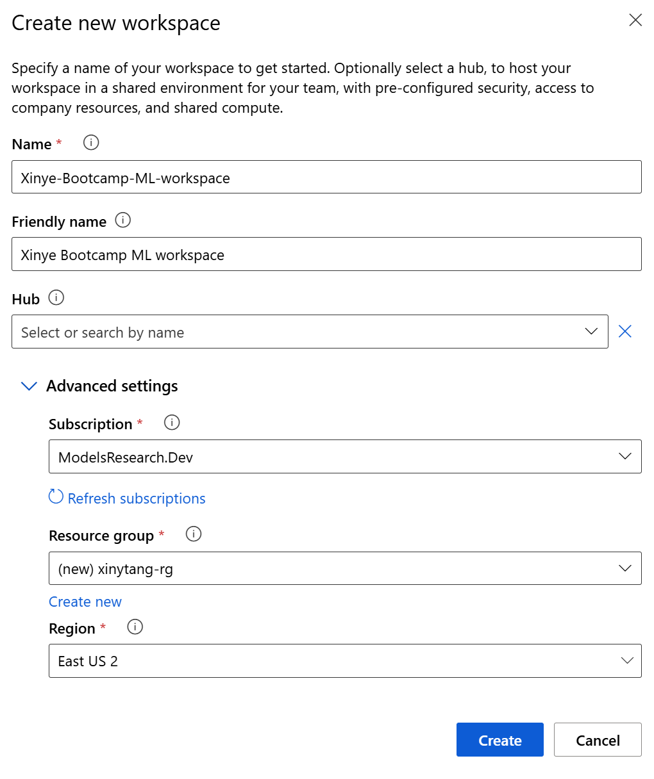 Create new workspace
Specify a name of your workspace to get started. Optionally select a hub, to host your
workspace in a shared environment for your team, with pre-configured security, access to
company resources, and shared compute.
Name *
Xinye-Bootcamp-ML-workspace
Friendly name
Xinye Bootcamp ML workspace
Hub
Select or search by name
Advanced settings
Subscription *
ModelsResearch.Dev
Refresh subscriptions
Resource group *
(new) xinytang-rg
Create new
Region *
East US 2
Create Cancel